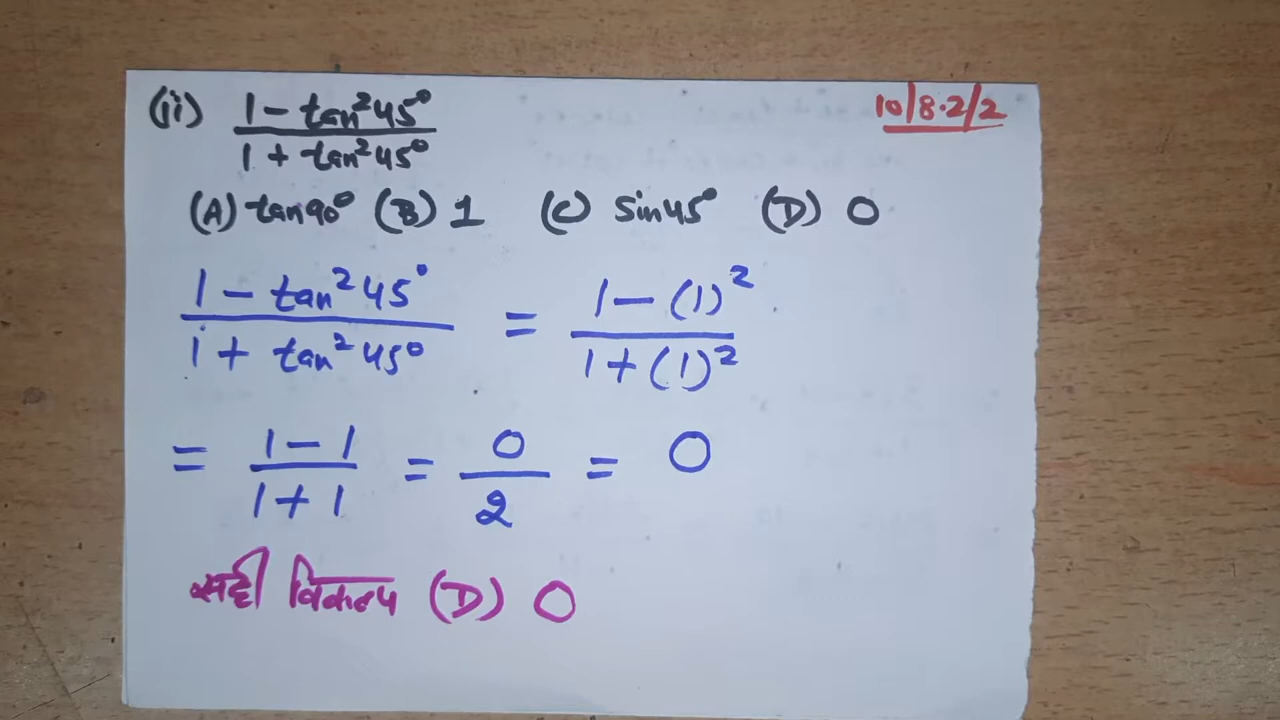 (ii) (1 - tan²45°)/(1 + tan²45°)
10/8.2/2
(A) tan90° (B) 1 (C) sin45° (D) 0
(1 - tan²45°)/(1 + tan²45°) = (1 - (1)²)/(1 + (1)²)
= (1 - 1)/(1 + 1) = 0/2 = 0
सही विकल्प (D) 0